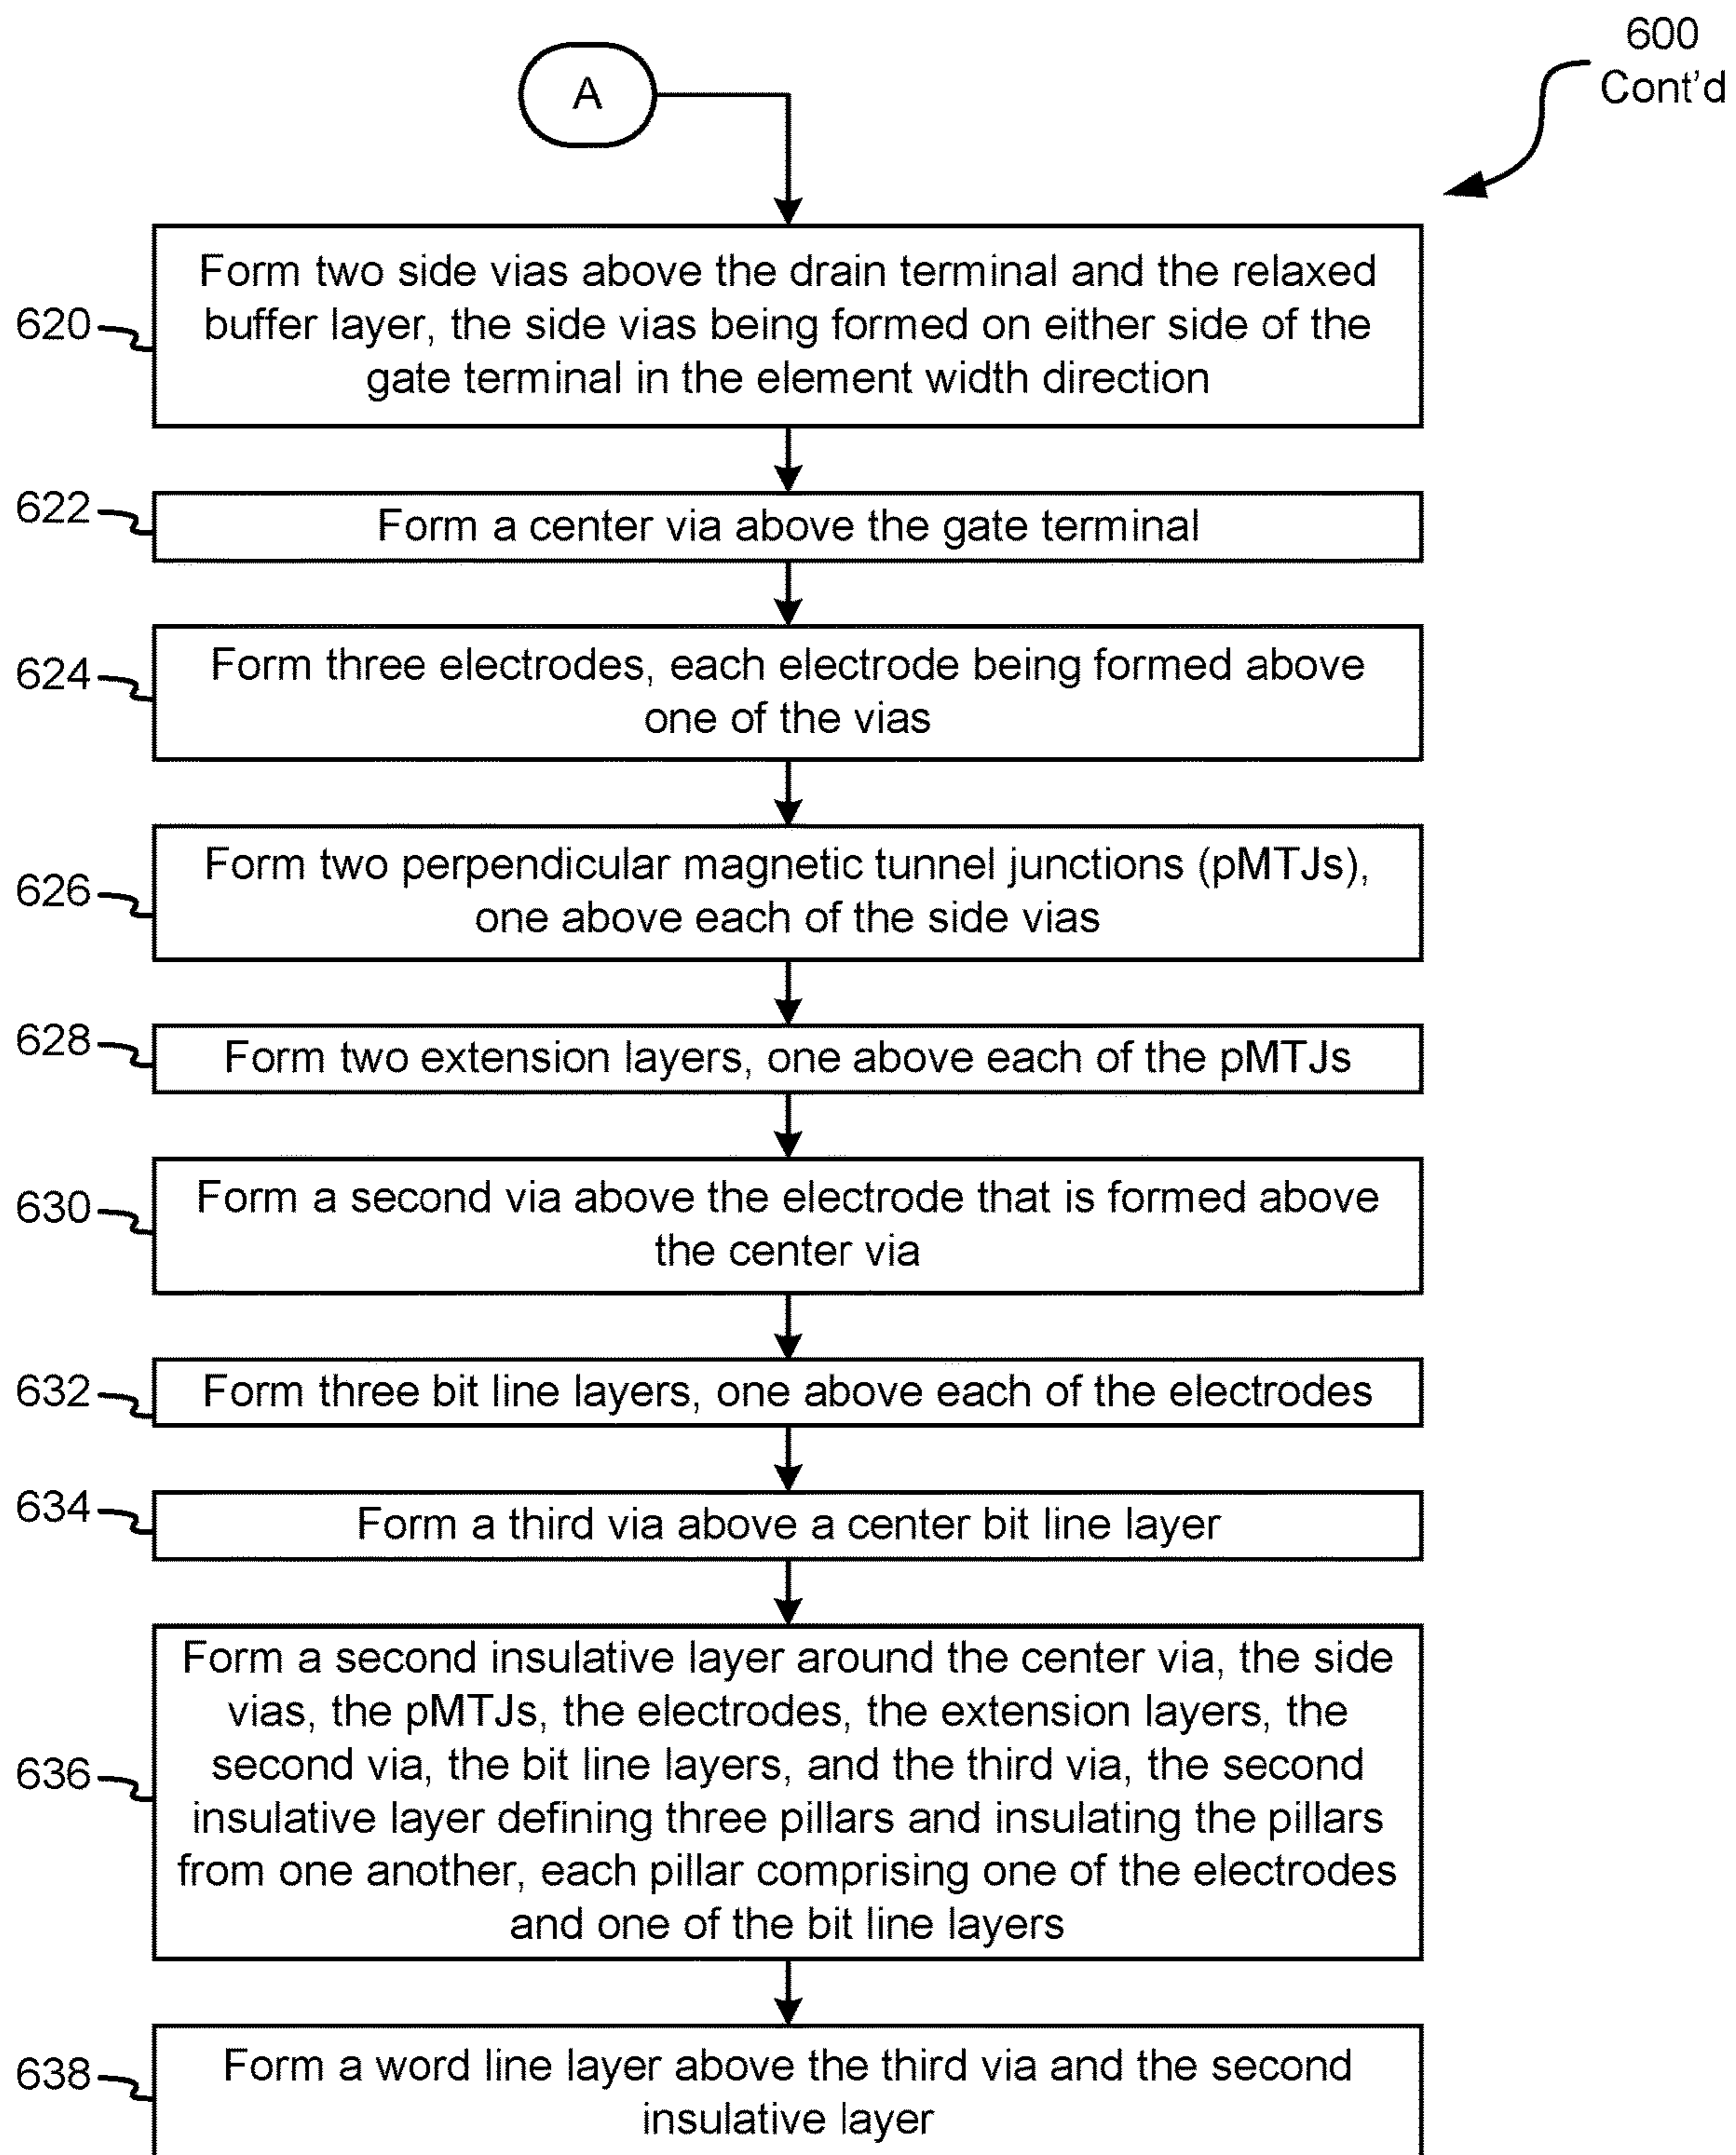 600
Cont'd
A
620
Form two side vias above the drain terminal and the relaxed
buffer layer, the side vias being formed on either side of the
gate terminal in the element width direction
622
Form a center via above the gate terminal
624
Form three electrodes, each electrode being formed above
one of the vias
626
Form two perpendicular magnetic tunnel junctions (pMTJs),
one above each of the side vias
628
Form two extension layers, one above each of the pMTJs
630
Form a second via above the electrode that is formed above
the center via
632
Form three bit line layers, one above each of the electrodes
634
Form a third via above a center bit line layer
636
Form a second insulative layer around the center via, the side
vias, the pMTJs, the electrodes, the extension layers, the
second via, the bit line layers, and the third via, the second
insulative layer defining three pillars and insulating the pillars
from one another, each pillar comprising one of the electrodes
and one of the bit line layers
638
Form a word line layer above the third via and the second
insulative layer